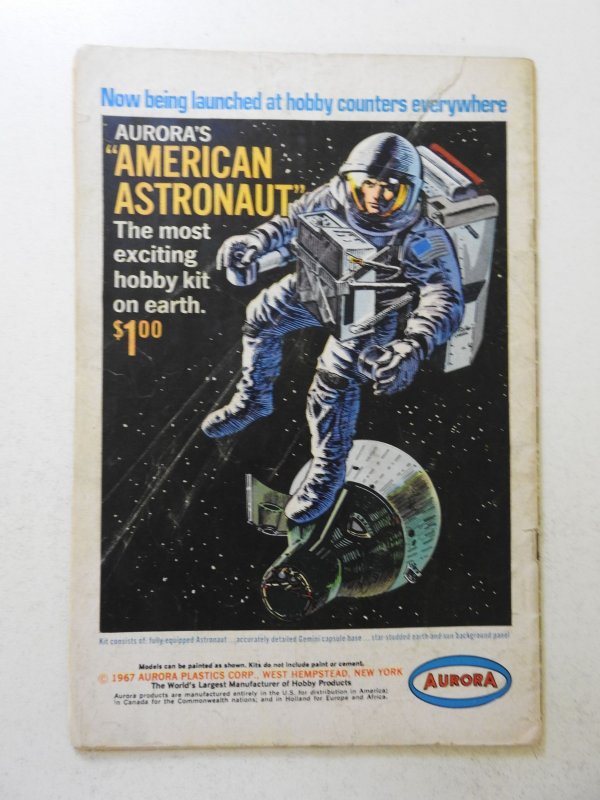 Now being launched at hobby counters everywhere
AURORA'S
"AMERICAN
ASTRONAUT"
The most
exciting
hobby kit
on earth.
$1.00
Kit consists of: fully-equipped Astronaut ... accurately detailed Gemini capsule base ... star-studded earth-and-sun background panel
Models can be painted as shown. Kits do not include paint or cement.
© 1967 AURORA PLASTICS CORP., WEST HEMPSTEAD, NEW YORK
The World's Largest Manufacturer of Hobby Products
Aurora products are manufactured entirely in the U.S. for distribution in America;
in Canada for the Commonwealth nations; and in Holland for Europe and Africa.
AURORA